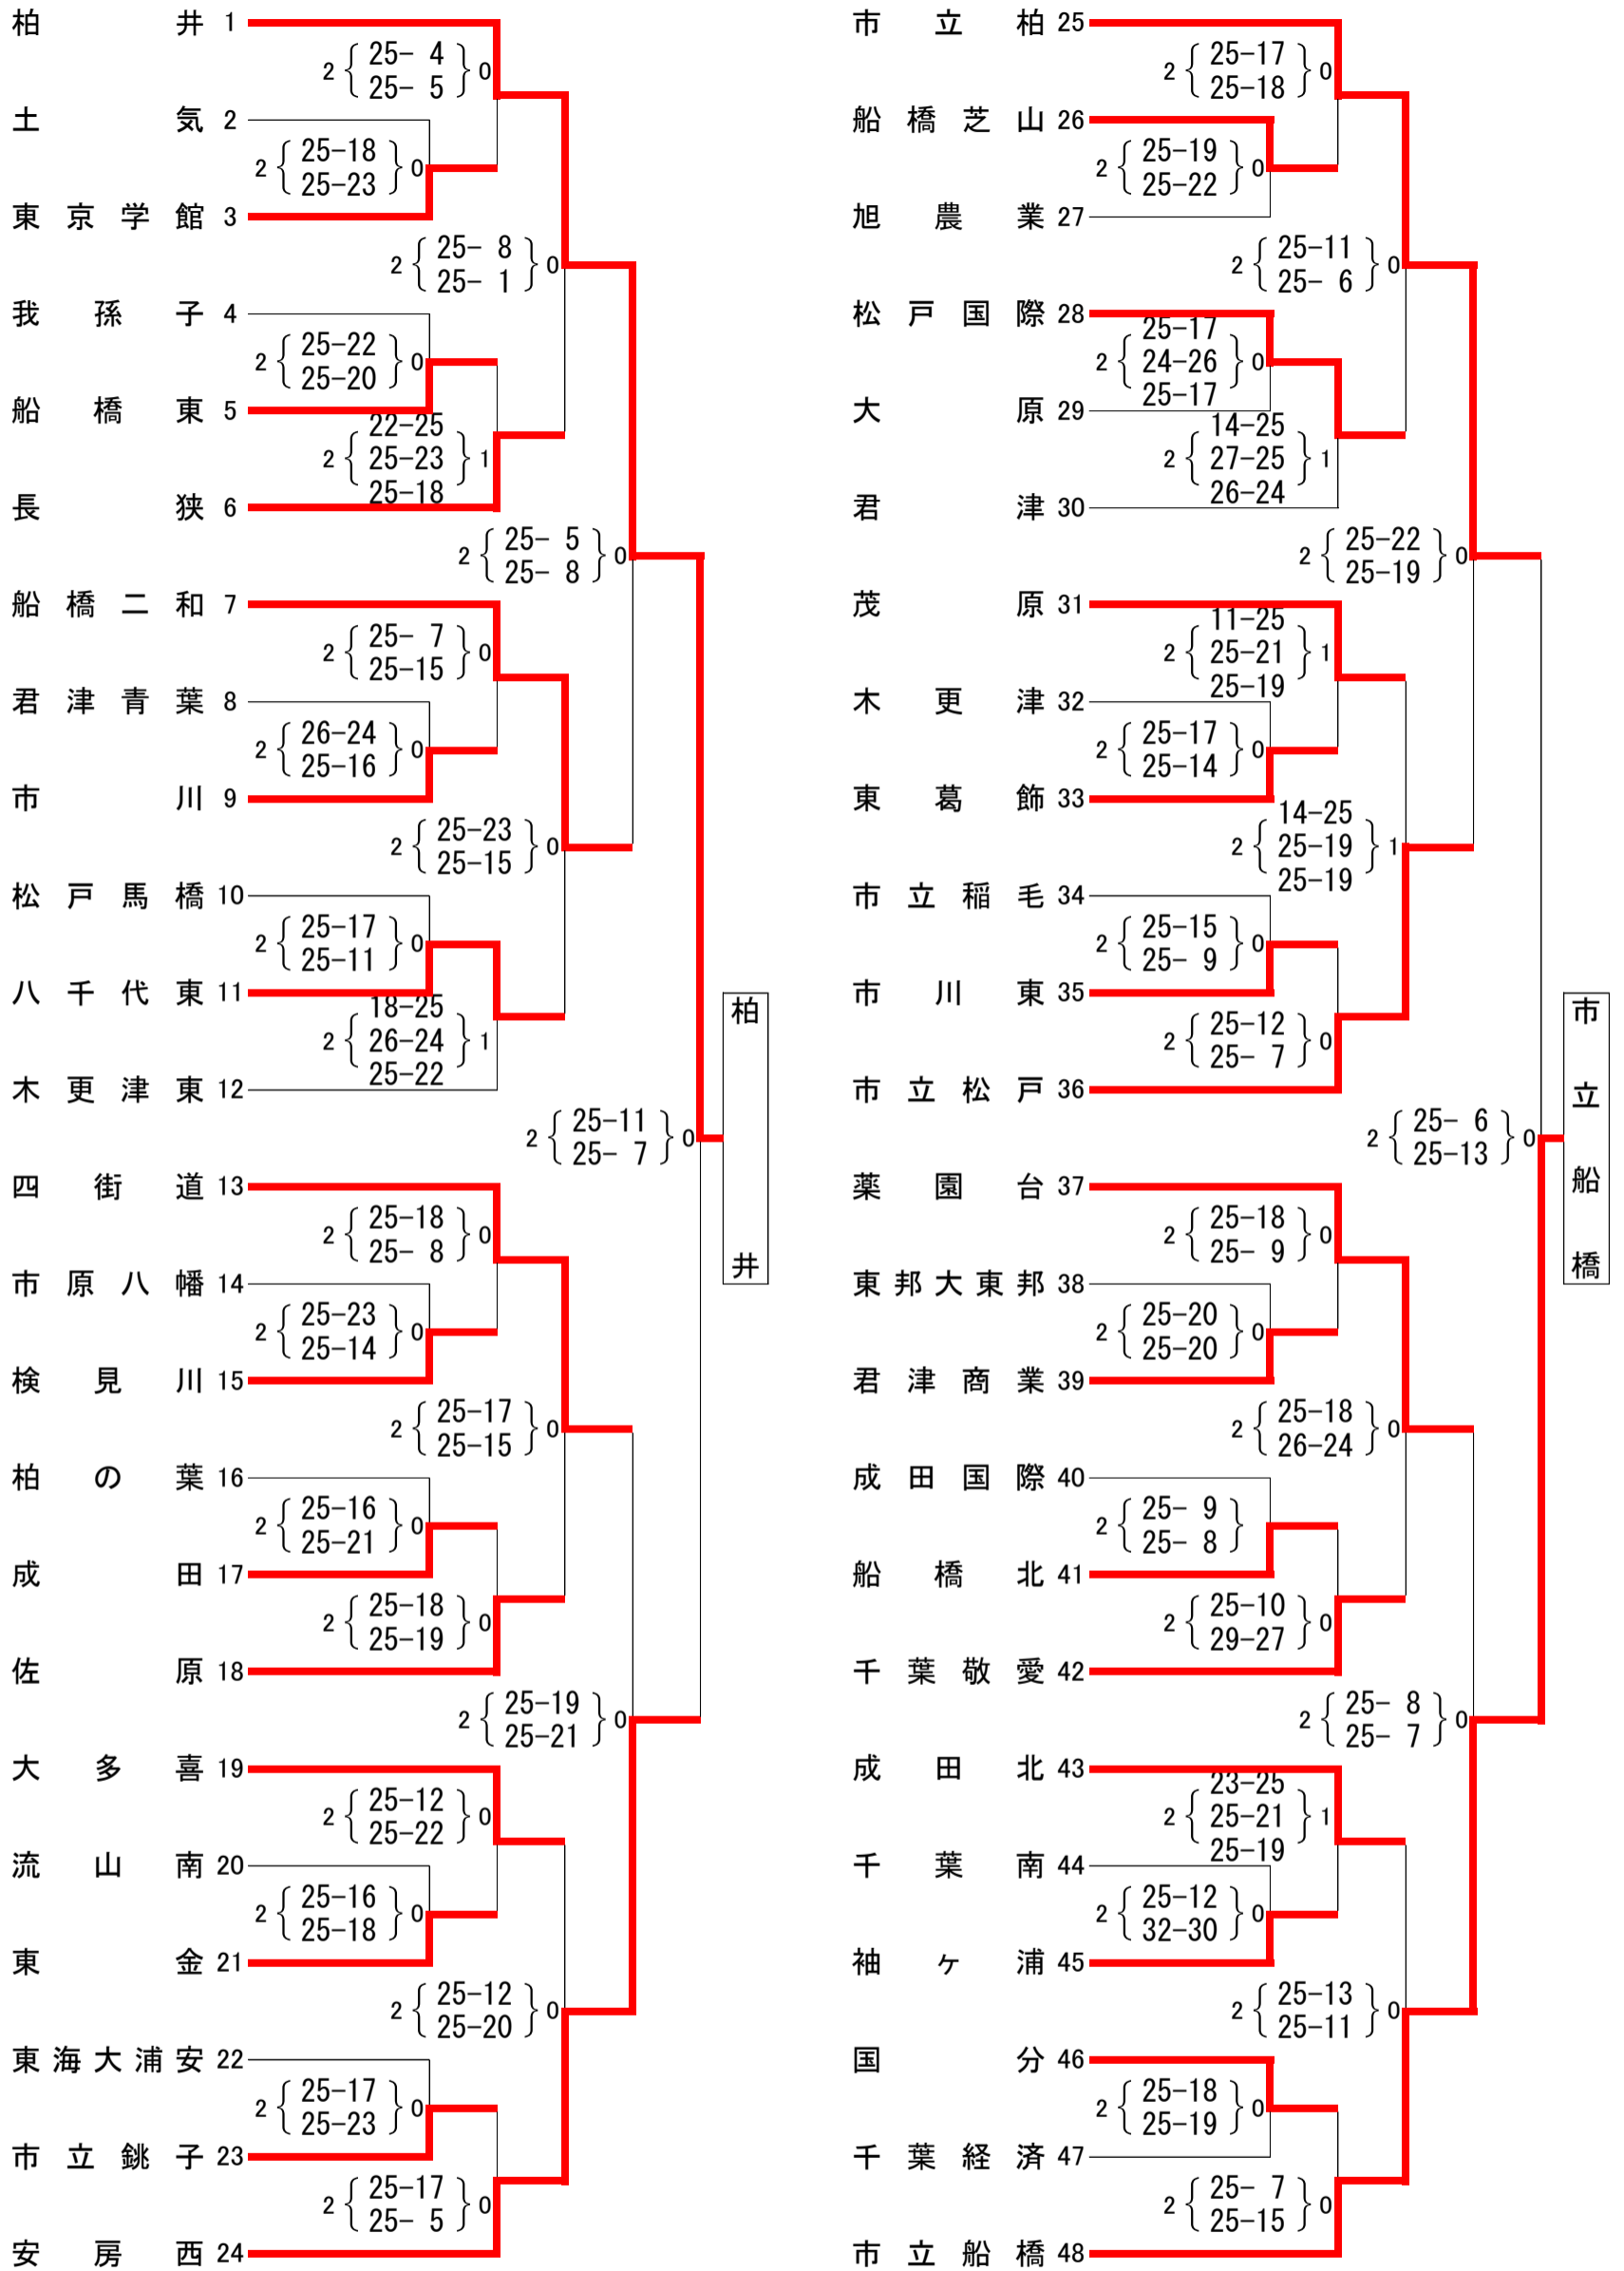 柏井 1
2 25- 4 0
25- 5
土気 2
2 25-18 0
25-23
東京学館 3
2 25- 8 0
25- 1
我孫子 4
2 25-22 0
25-20
船橋東 5
22-25
2 25-23 1
25-18
長狭 6
2 25- 5 0
25- 8
船橋二和 7
2 25- 7 0
25-15
君津青葉 8
2 26-24 0
25-16
市川 9
2 25-23 0
25-15
松戸馬橋 10
2 25-17 0
25-11
八千代東 11
18-25
2 26-24 1
25-22
木更津東 12
2 25-11 0
25- 7
四街道 13
2 25-18 0
25- 8
市原八幡 14
2 25-23 0
25-14
検見川 15
2 25-17 0
25-15
柏の葉 16
2 25-16 0
25-21
成田 17
2 25-18 0
25-19
佐原 18
2 25-19 0
25-21
大多喜 19
2 25-12 0
25-22
流山南 20
2 25-16 0
25-18
東金 21
2 25-12 0
25-20
東海大浦安 22
2 25-17 0
25-23
市立銚子 23
2 25-17 0
25- 5
安房西 24
柏井
市立柏 25
2 25-17 0
25-18
船橋芝山 26
2 25-19 0
25-22
旭農業 27
2 25-11 0
25- 6
松戸国際 28
25-17
2 24-26 0
25-17
大原 29
14-25
2 27-25 1
26-24
君津 30
2 25-22 0
25-19
茂原 31
11-25
2 25-21 1
25-19
木更津 32
2 25-17 0
25-14
東葛飾 33
14-25
2 25-19 1
25-19
市立稲毛 34
2 25-15 0
25- 9
市川東 35
2 25-12 0
25- 7
市立松戸 36
2 25- 6 0
25-13
薬園台 37
2 25-18 0
25- 9
東邦大東邦 38
2 25-20 0
25-20
君津商業 39
2 25-18 0
26-24
成田国際 40
2 25- 9
25- 8
船橋北 41
2 25-10 0
29-27
千葉敬愛 42
2 25- 8 0
25- 7
成田北 43
23-25
2 25-21 1
25-19
千葉南 44
2 25-12 0
32-30
袖ヶ浦 45
2 25-13 0
25-11
国分 46
2 25-18 0
25-19
千葉経済 47
2 25- 7 0
25-15
市立船橋 48
市立船橋